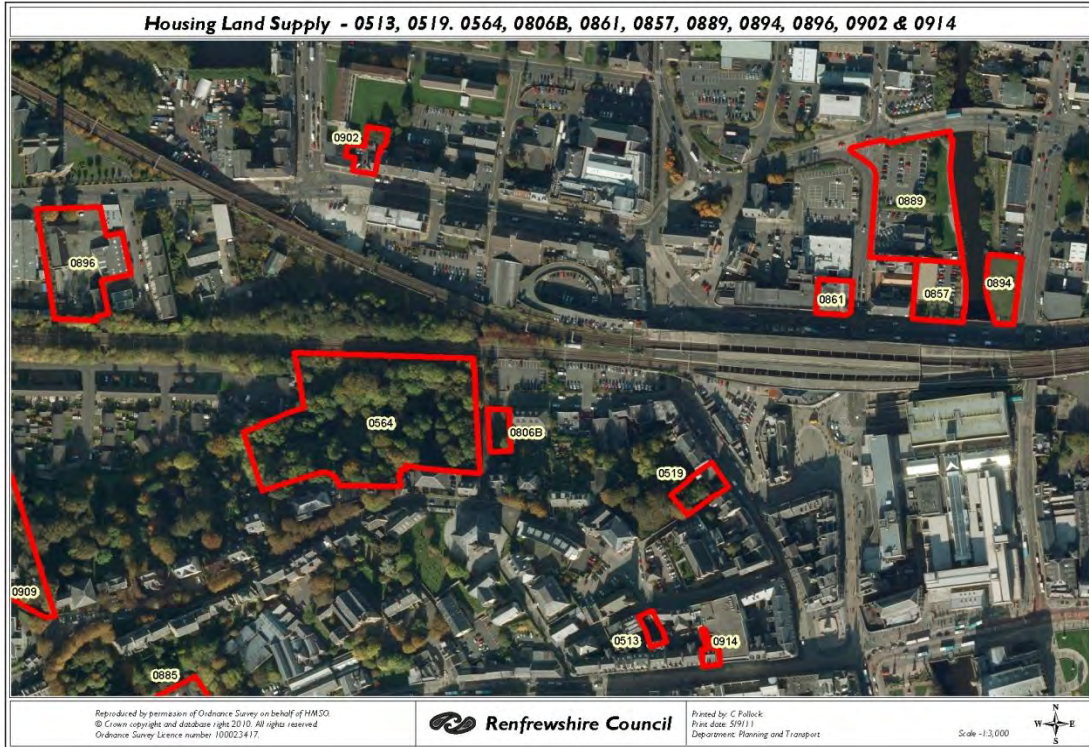 Housing Land Supply - 0513, 0519. 0564, 0806B, 0861, 0857, 0889, 0894, 0896, 0902 & 0914
0902
0889
0896
0894
0861
0857
0564
0806B
0519
0909
0513
0914
0885
Reproduced by permission of Ordnance Survey on behalf of HMSO.
© Crown copyright and database right 2010. All rights reserved.
Ordnance Survey Licence number 100023417.
Renfrewshire Council
Printed by: C Pollock
Print date: 5/9/11
Department: Planning and Transport
Scale -1:3,000
N
W E
S